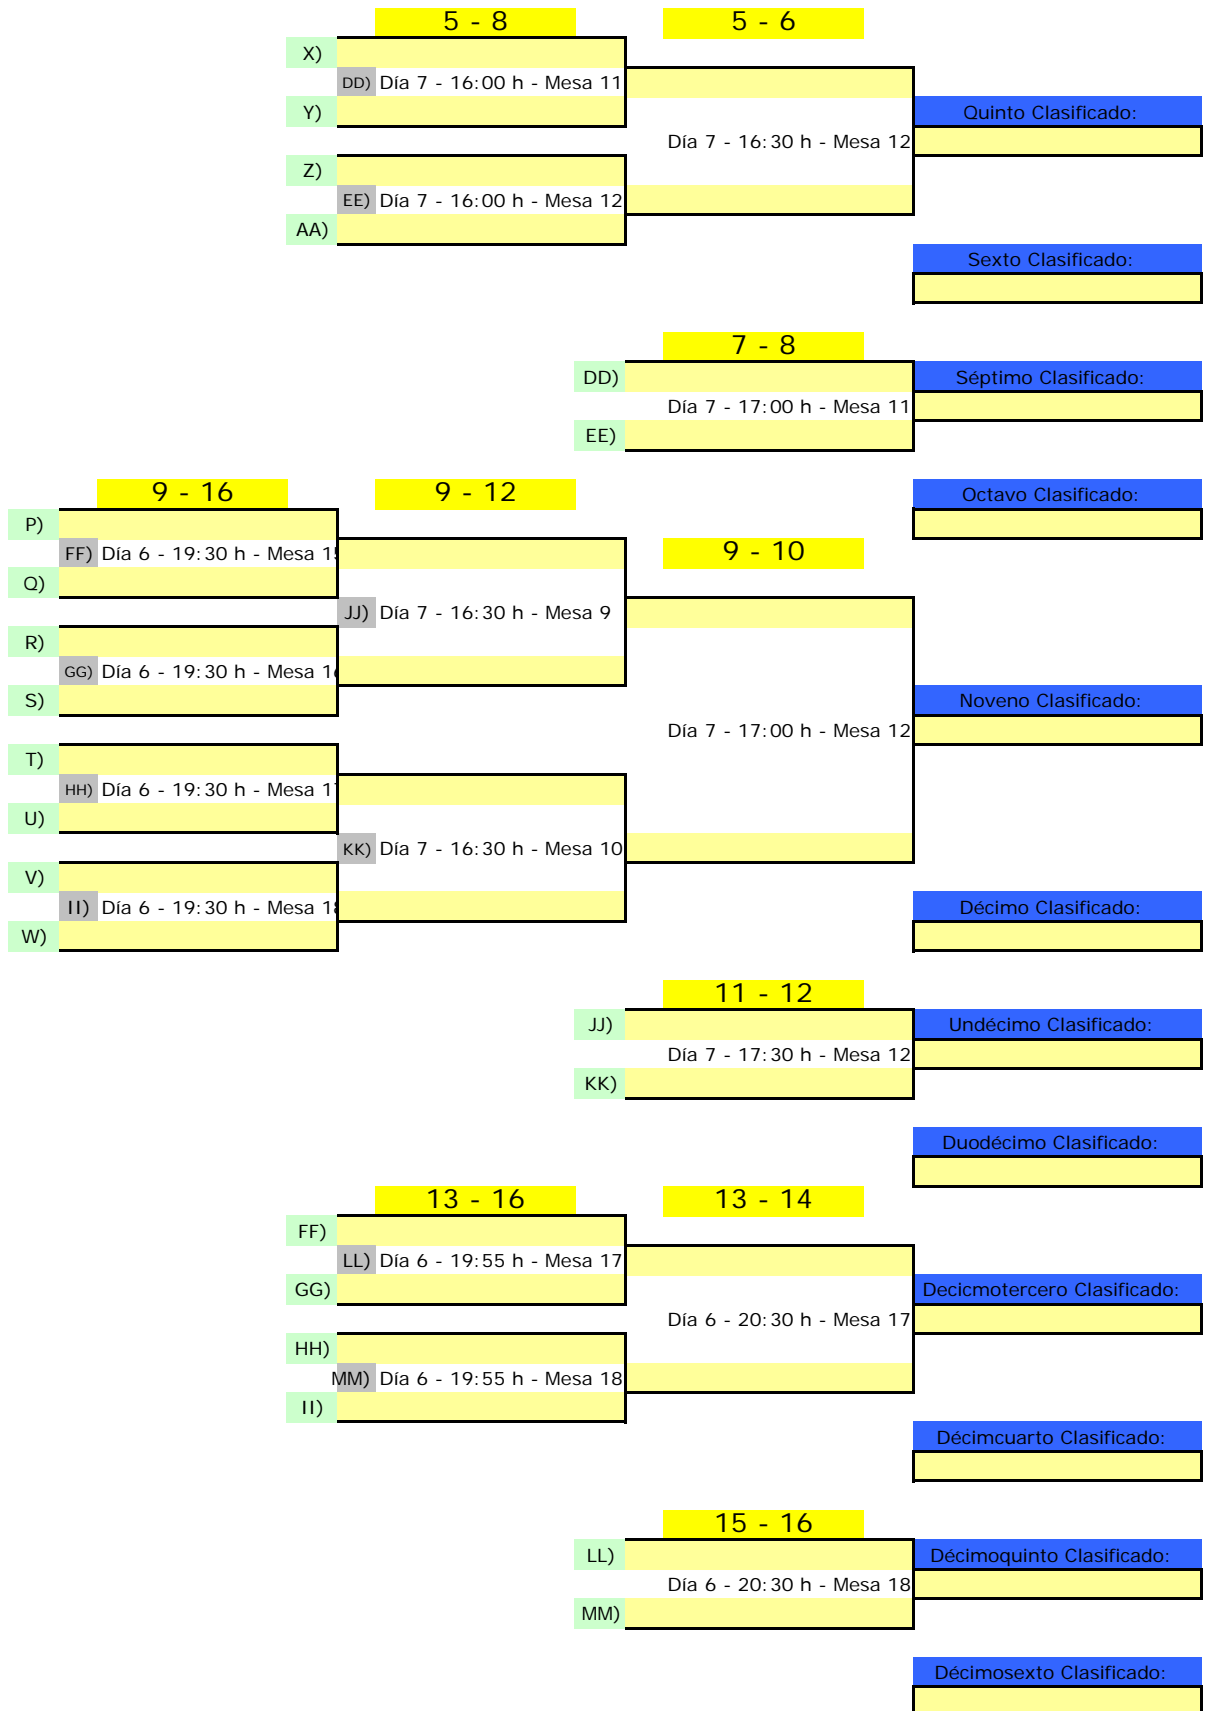 5 - 8 5 - 6
X)
DD) Día 7 - 16:00 h - Mesa 11
Y) Quinto Clasificado:
Día 7 - 16:30 h - Mesa 12
Z)
EE) Día 7 - 16:00 h - Mesa 12
AA)
Sexto Clasificado:
7 - 8
DD) Séptimo Clasificado:
Día 7 - 17:00 h - Mesa 11
EE)
9 - 16 9 - 12 Octavo Clasificado:
P)
FF) Día 6 - 19:30 h - Mesa 15 9 - 10
Q)
JJ) Día 7 - 16:30 h - Mesa 9
R)
GG) Día 6 - 19:30 h - Mesa 16
S) Noveno Clasificado:
Día 7 - 17:00 h - Mesa 12
T)
HH) Día 6 - 19:30 h - Mesa 17
U)
KK) Día 7 - 16:30 h - Mesa 10
V)
II) Día 6 - 19:30 h - Mesa 18 Décimo Clasificado:
W)
11 - 12
JJ) Undécimo Clasificado:
Día 7 - 17:30 h - Mesa 12
KK)
Duodécimo Clasificado:
13 - 16 13 - 14
FF)
LL) Día 6 - 19:55 h - Mesa 17
GG) Decicmotercero Clasificado:
Día 6 - 20:30 h - Mesa 17
HH)
MM) Día 6 - 19:55 h - Mesa 18
II)
Décimcuarto Clasificado:
15 - 16
LL) Décimoquinto Clasificado:
Día 6 - 20:30 h - Mesa 18
MM)
Décimosexto Clasificado: